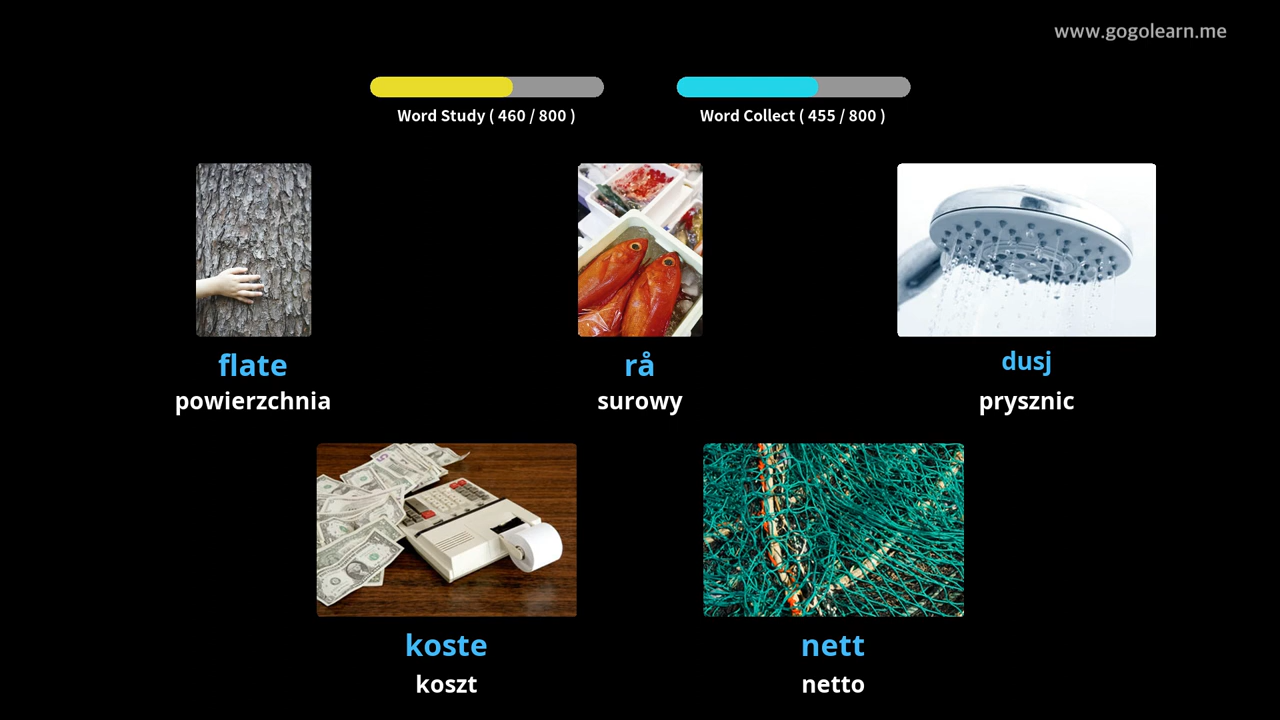 www.gogolearn.me
Word Study ( 460 / 800 )
Word Collect ( 455 / 800 )
flate
powierzchnia
rå
surowy
dusj
prysznic
koste
koszt
nett
netto